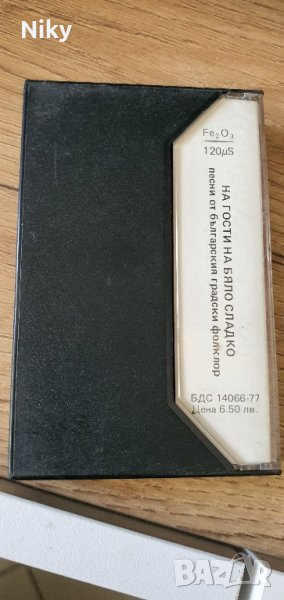 Niky
Fe₂O₃
120µS
НА ГОСТИ НА БЯЛО СЛАДКО
песни от българския градски фолклор
БДС 14066-77
Цена 6.50 лв.
BAZAR